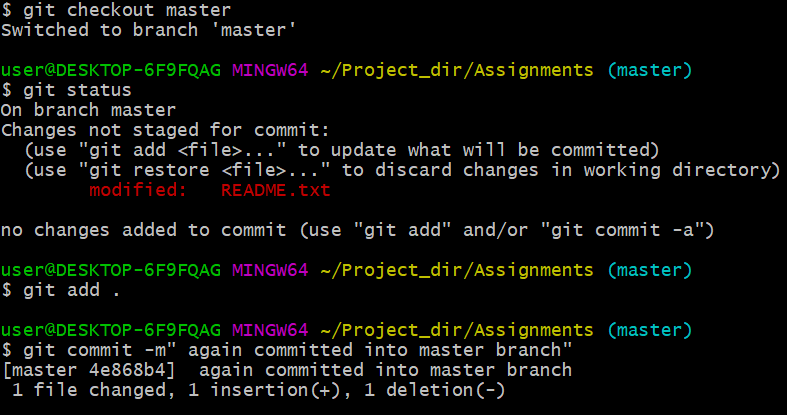 $ git checkout master
Switched to branch 'master'
user@DESKTOP-6F9FQAG MINGW64 ~/Project_dir/Assignments (master)
$ git status
On branch master
Changes not staged for commit:
  (use "git add <file>..." to update what will be committed)
  (use "git restore <file>..." to discard changes in working directory)
        modified:   README.txt
no changes added to commit (use "git add" and/or "git commit -a")
user@DESKTOP-6F9FQAG MINGW64 ~/Project_dir/Assignments (master)
$ git add .
user@DESKTOP-6F9FQAG MINGW64 ~/Project_dir/Assignments (master)
$ git commit -m" again committed into master branch"
[master 4e868b4]  again committed into master branch
 1 file changed, 1 insertion(+), 1 deletion(-)